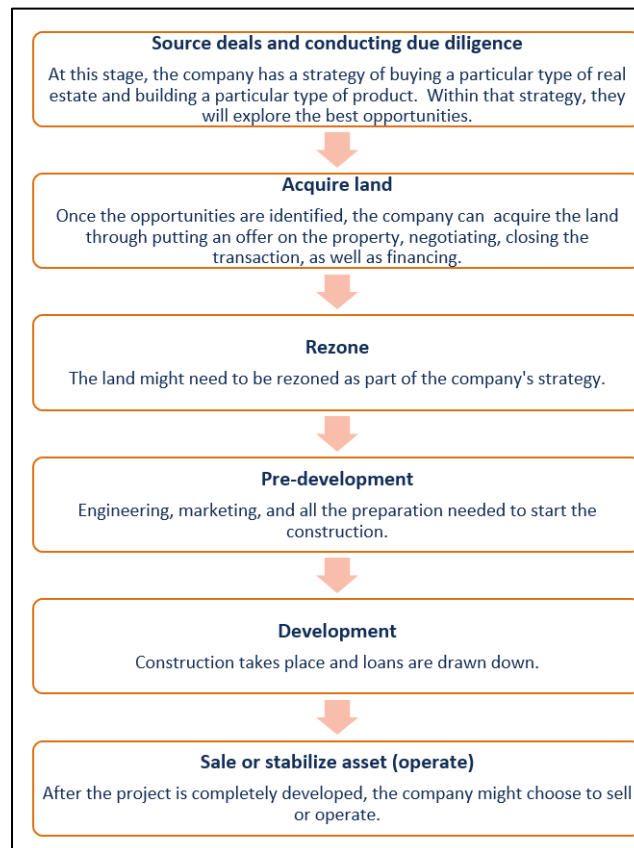 Source deals and conducting due diligence
At this stage, the company has a strategy of buying a particular type of real
estate and building a particular type of product.  Within that strategy, they
will explore the best opportunities.
Acquire land
Once the opportunities are identified, the company can  acquire the land
through putting an offer on the property, negotiating, closing the
transaction, as well as financing.
Rezone
The land might need to be rezoned as part of the company's strategy.
Pre-development
Engineering, marketing, and all the preparation needed to start the
construction.
Development
Construction takes place and loans are drawn down.
Sale or stabilize asset (operate)
After the project is completely developed, the company might choose to sell
or operate.